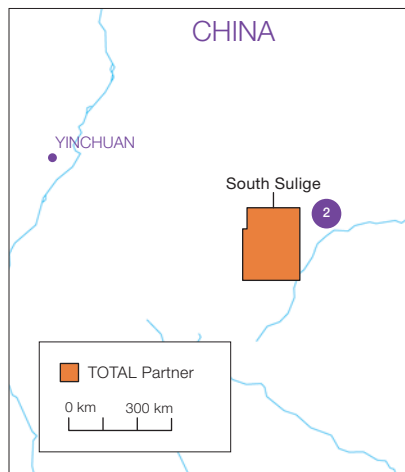 CHINA
YINCHUAN
South Sulige
2
TOTAL Partner
0 km 300 km